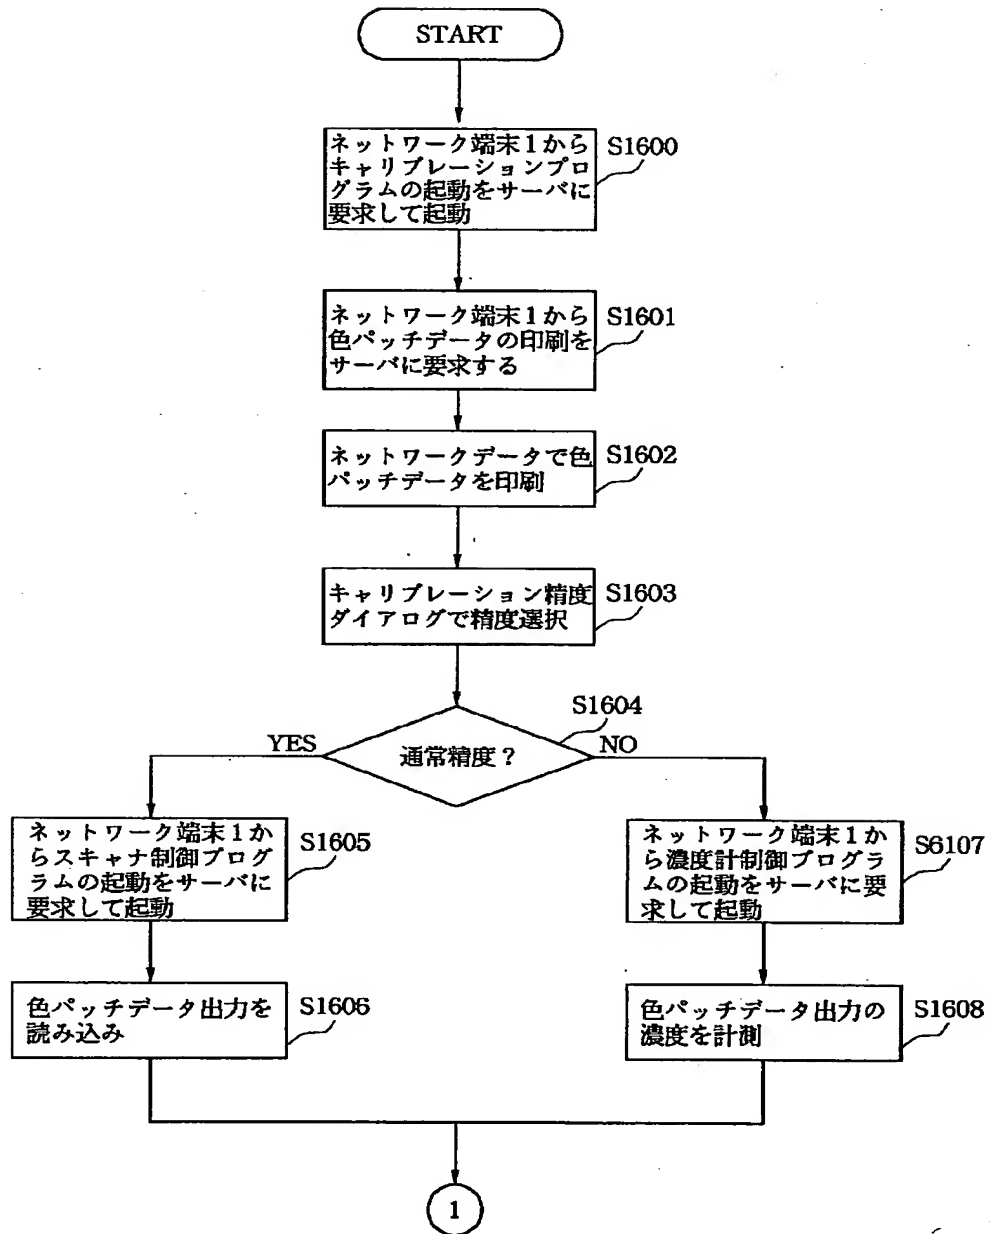 START
ネットワーク端末1から
キャリブレーションプロ
グラムの起動をサーバに
要求して起動
S1600
ネットワーク端末1から
色パッチデータの印刷を
サーバに要求する
S1601
ネットワークデータで色
パッチデータを印刷
S1602
キャリブレーション精度
ダイアログで精度選択
S1603
S1604
YES
通常精度？
NO
ネットワーク端末1か
らスキャナ制御プログ
ラムの起動をサーバに
要求して起動
S1605
ネットワーク端末1か
ら濃度計制御プログラ
ムの起動をサーバに要
求して起動
S6107
色パッチデータ出力を
読み込み
S1606
色パッチデータ出力の
濃度を計測
S1608
1